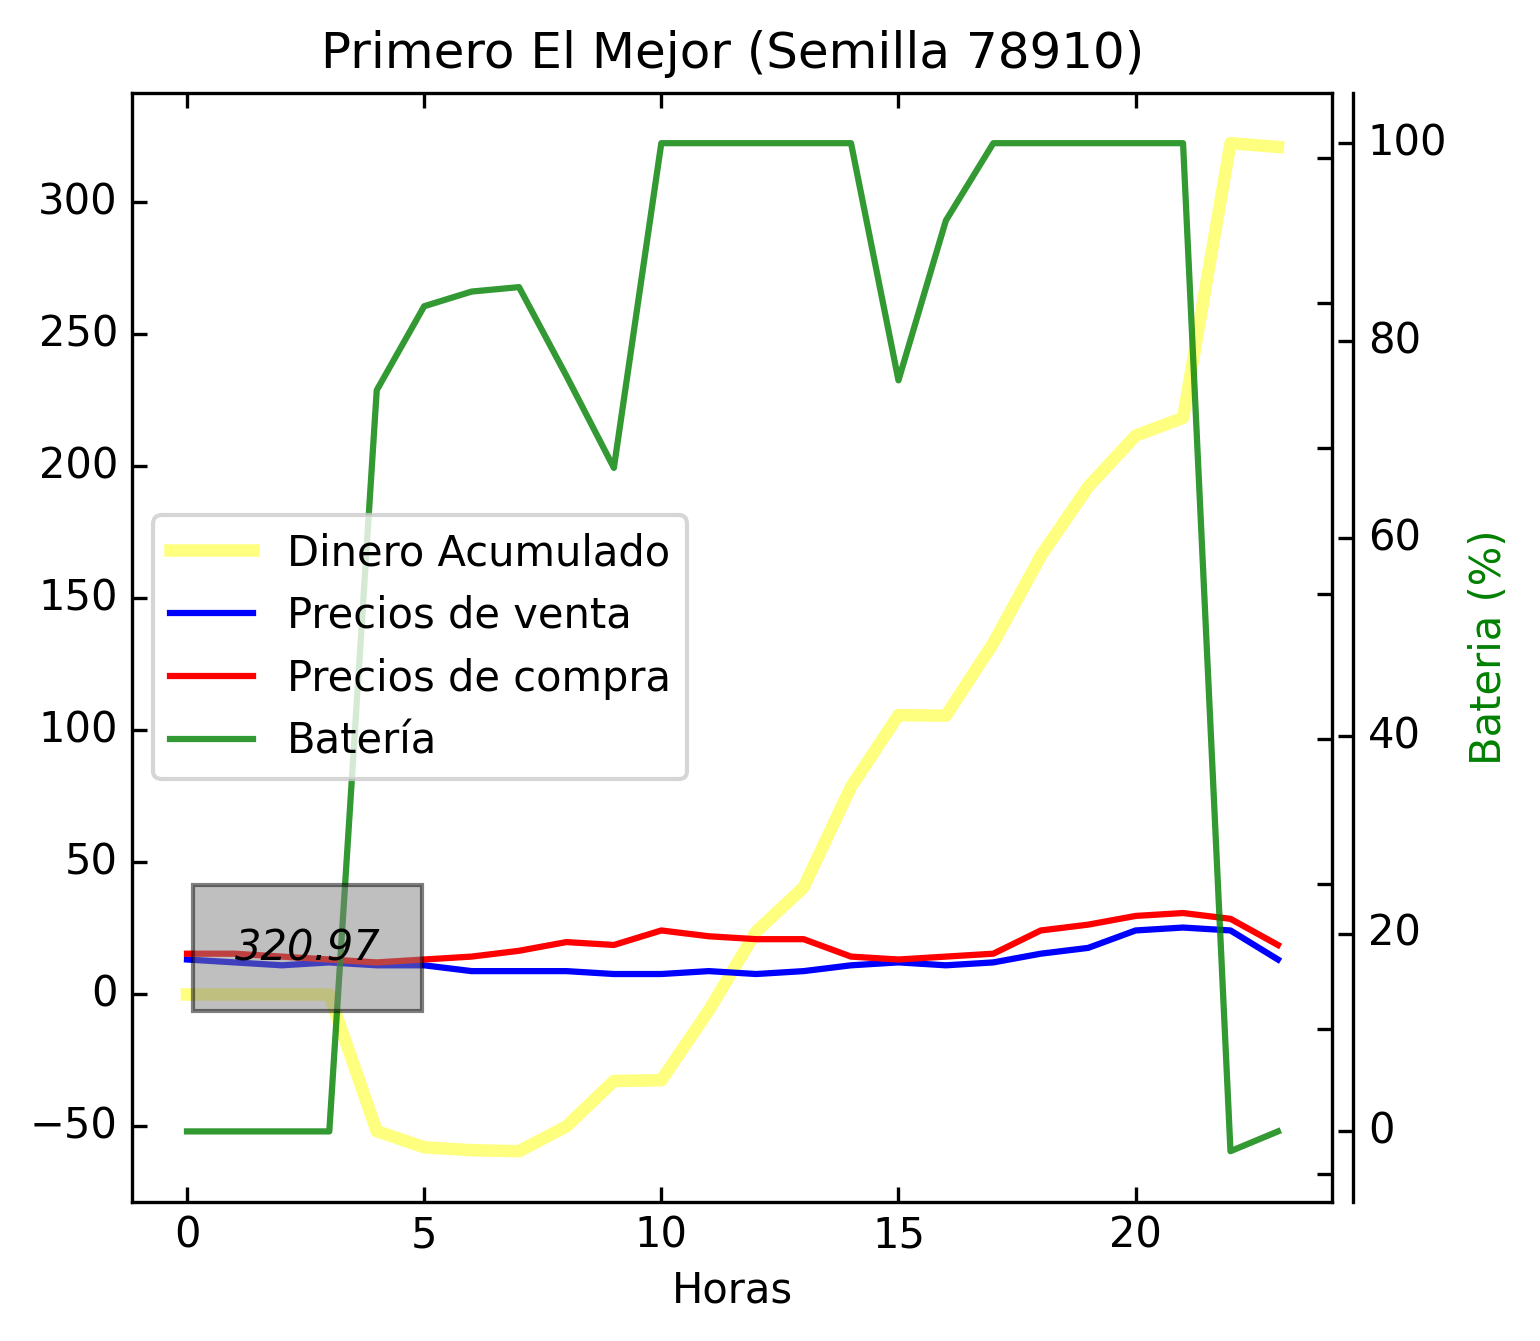 Primero El Mejor (Semilla 78910)
300
250
200
150
100
50
0
−50
100
80
60
40
20
0
Bateria (%)
Dinero Acumulado
Precios de venta
Precios de compra
Batería
320.97
0 5 10 15 20
Horas